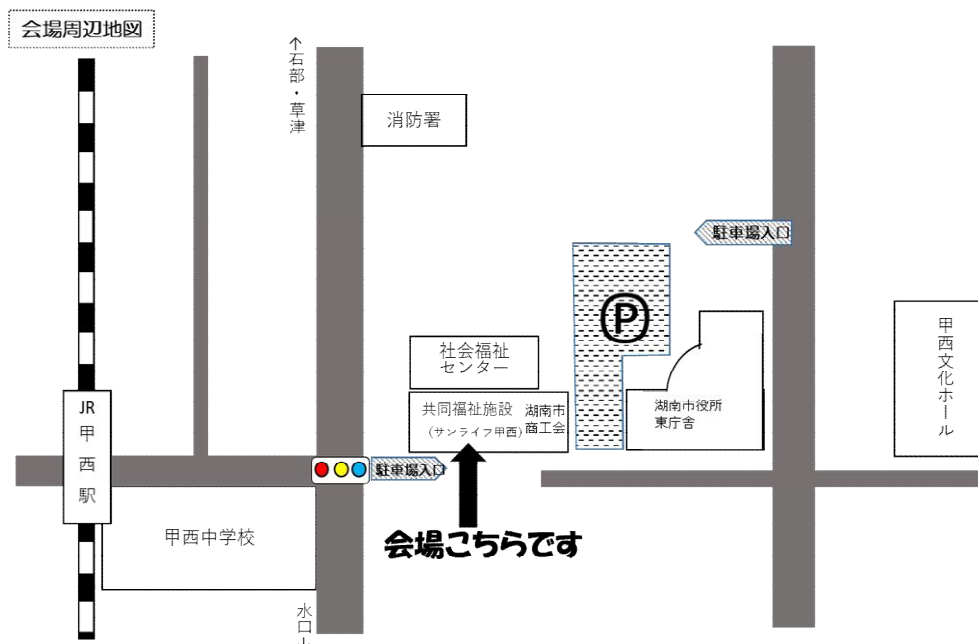 会場周辺地図
↑石部・草津
消防署
駐車場入口
P
社会福祉
センター
甲西文化ホール
共同福祉施設
(サンライフ甲西)
湖南市
商工会
湖南市役所
東庁舎
JR
甲西駅
駐車場入口
甲西中学校
会場こちらです
水口